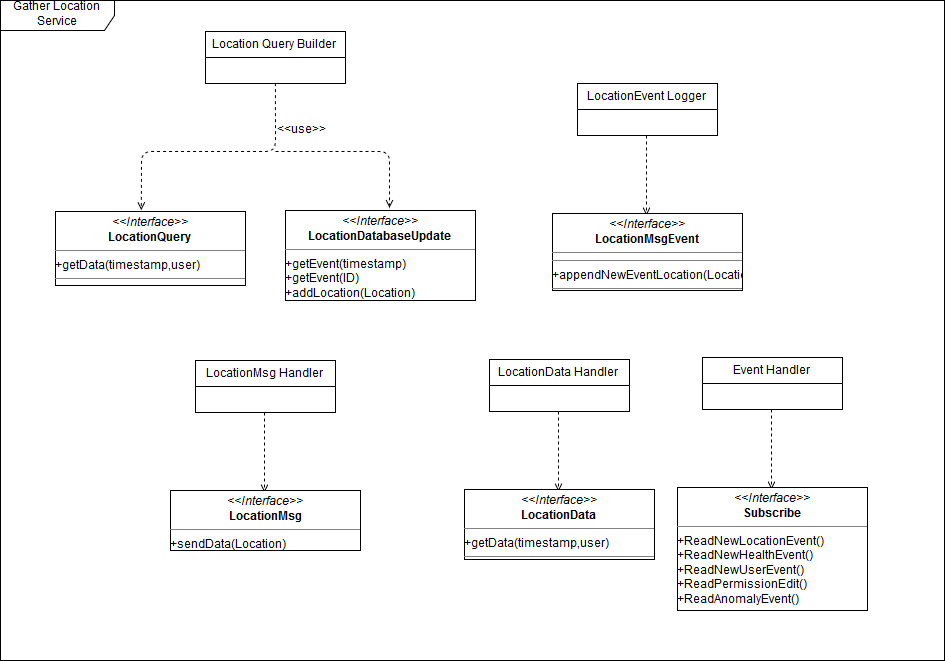 Gather Location
Service
Location Query Builder
<<use>>
LocationEvent Logger
<<Interface>>
LocationQuery
+getData(timestamp,user)
<<Interface>>
LocationDatabaseUpdate
+getEvent(timestamp)
+getEvent(ID)
+addLocation(Location)
<<Interface>>
LocationMsgEvent
+appendNewEventLocation(Locatio
LocationMsg Handler
LocationData Handler
Event Handler
<<Interface>>
LocationMsg
+sendData(Location)
<<Interface>>
LocationData
+getData(timestamp,user)
<<Interface>>
Subscribe
+ReadNewLocationEvent()
+ReadNewHealthEvent()
+ReadNewUserEvent()
+ReadPermissionEdit()
+ReadAnomalyEvent()